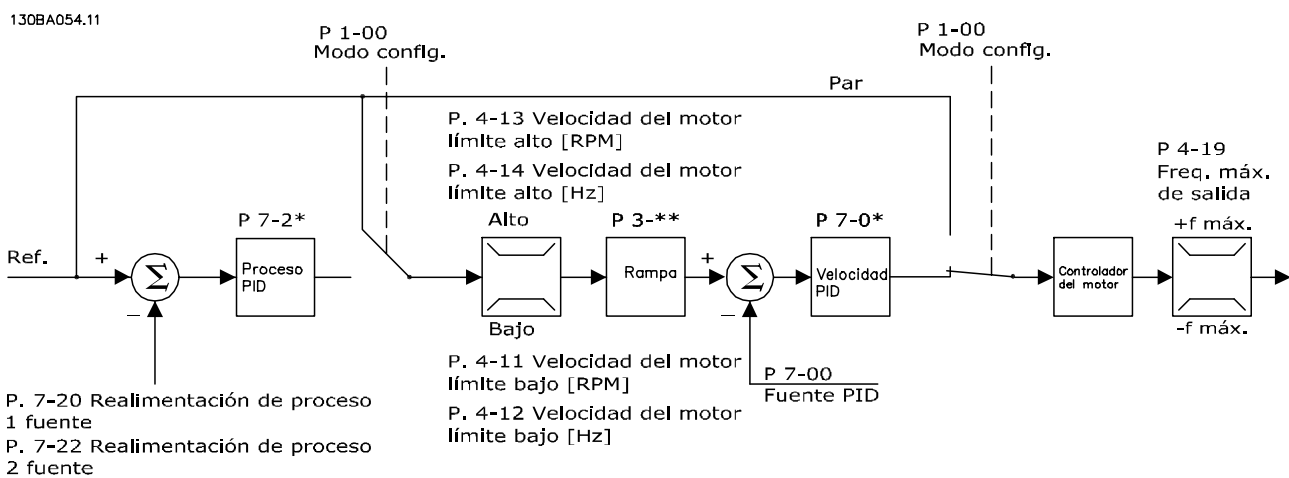 130BA054.11
P 1-00
Modo config.
P 1-00
Modo config.
Par
P. 4-13 Velocidad del motor
límite alto [RPM]
P. 4-14 Velocidad del motor
límite alto [Hz]
P 4-19
Freq. máx.
de salida
P 7-2*
Alto
P 3-**
P 7-0*
+f máx.
Ref.
+
Σ
Proceso
PID
Rampa
+
Σ
Velocidad
PID
Controlador
del motor
–
Bajo
–
-f máx.
P. 4-11 Velocidad del motor
límite bajo [RPM]
P. 4-12 Velocidad del motor
límite bajo [Hz]
P 7-00
Fuente PID
P. 7-20 Realimentación de proceso
1 fuente
P. 7-22 Realimentación de proceso
2 fuente